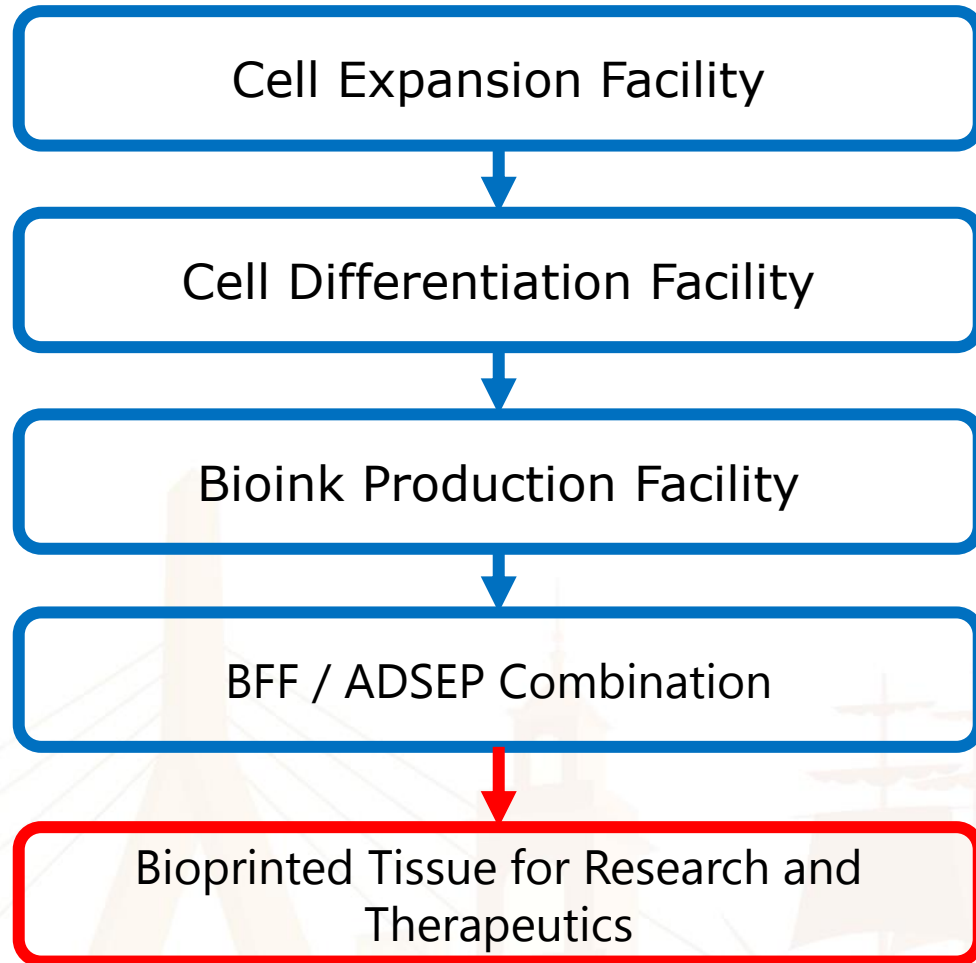 Cell Expansion Facility
Cell Differentiation Facility
Bioink Production Facility
BFF / ADSEP Combination
Bioprinted Tissue for Research and
Therapeutics